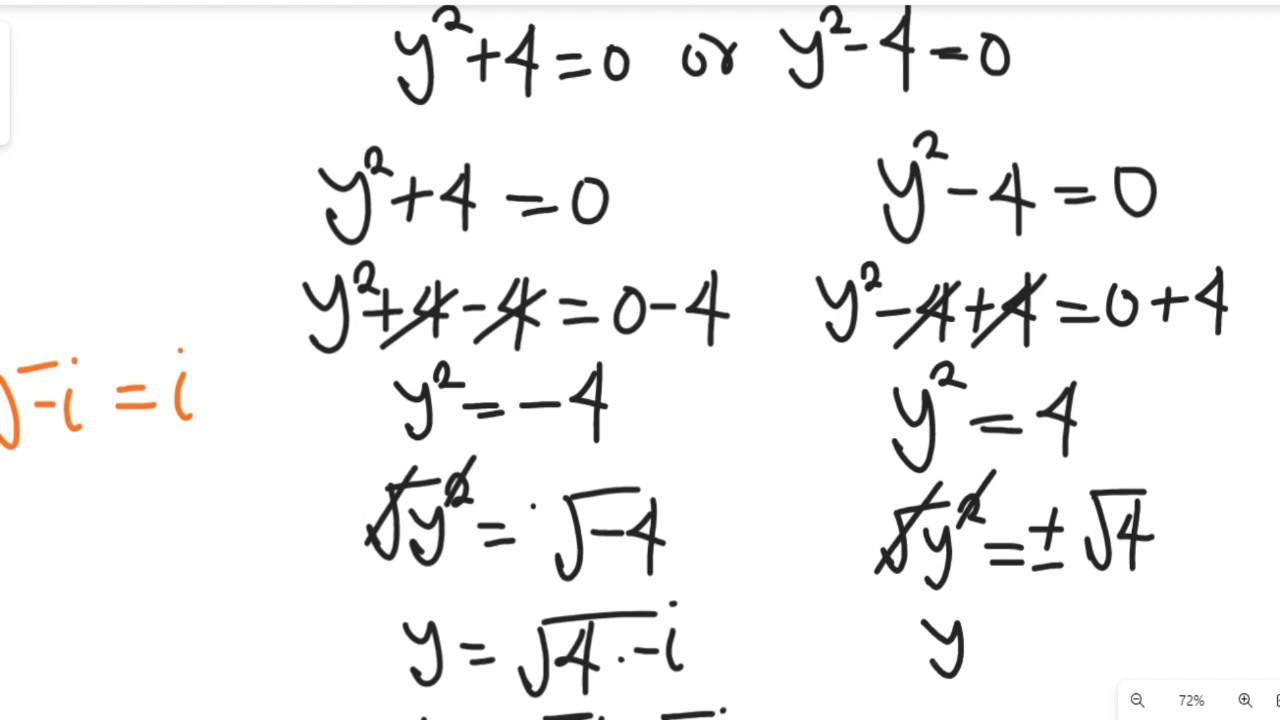 y² + 4 = 0 or y² - 4 = 0
y² + 4 = 0
y² - 4 = 0
y² + 4 - 4 = 0 - 4
y² - 4 + 4 = 0 + 4
√-i = i
y² = -4
y² = 4
√y² = √-4
√y² = ± √4
y = √4 · -i
y
72%